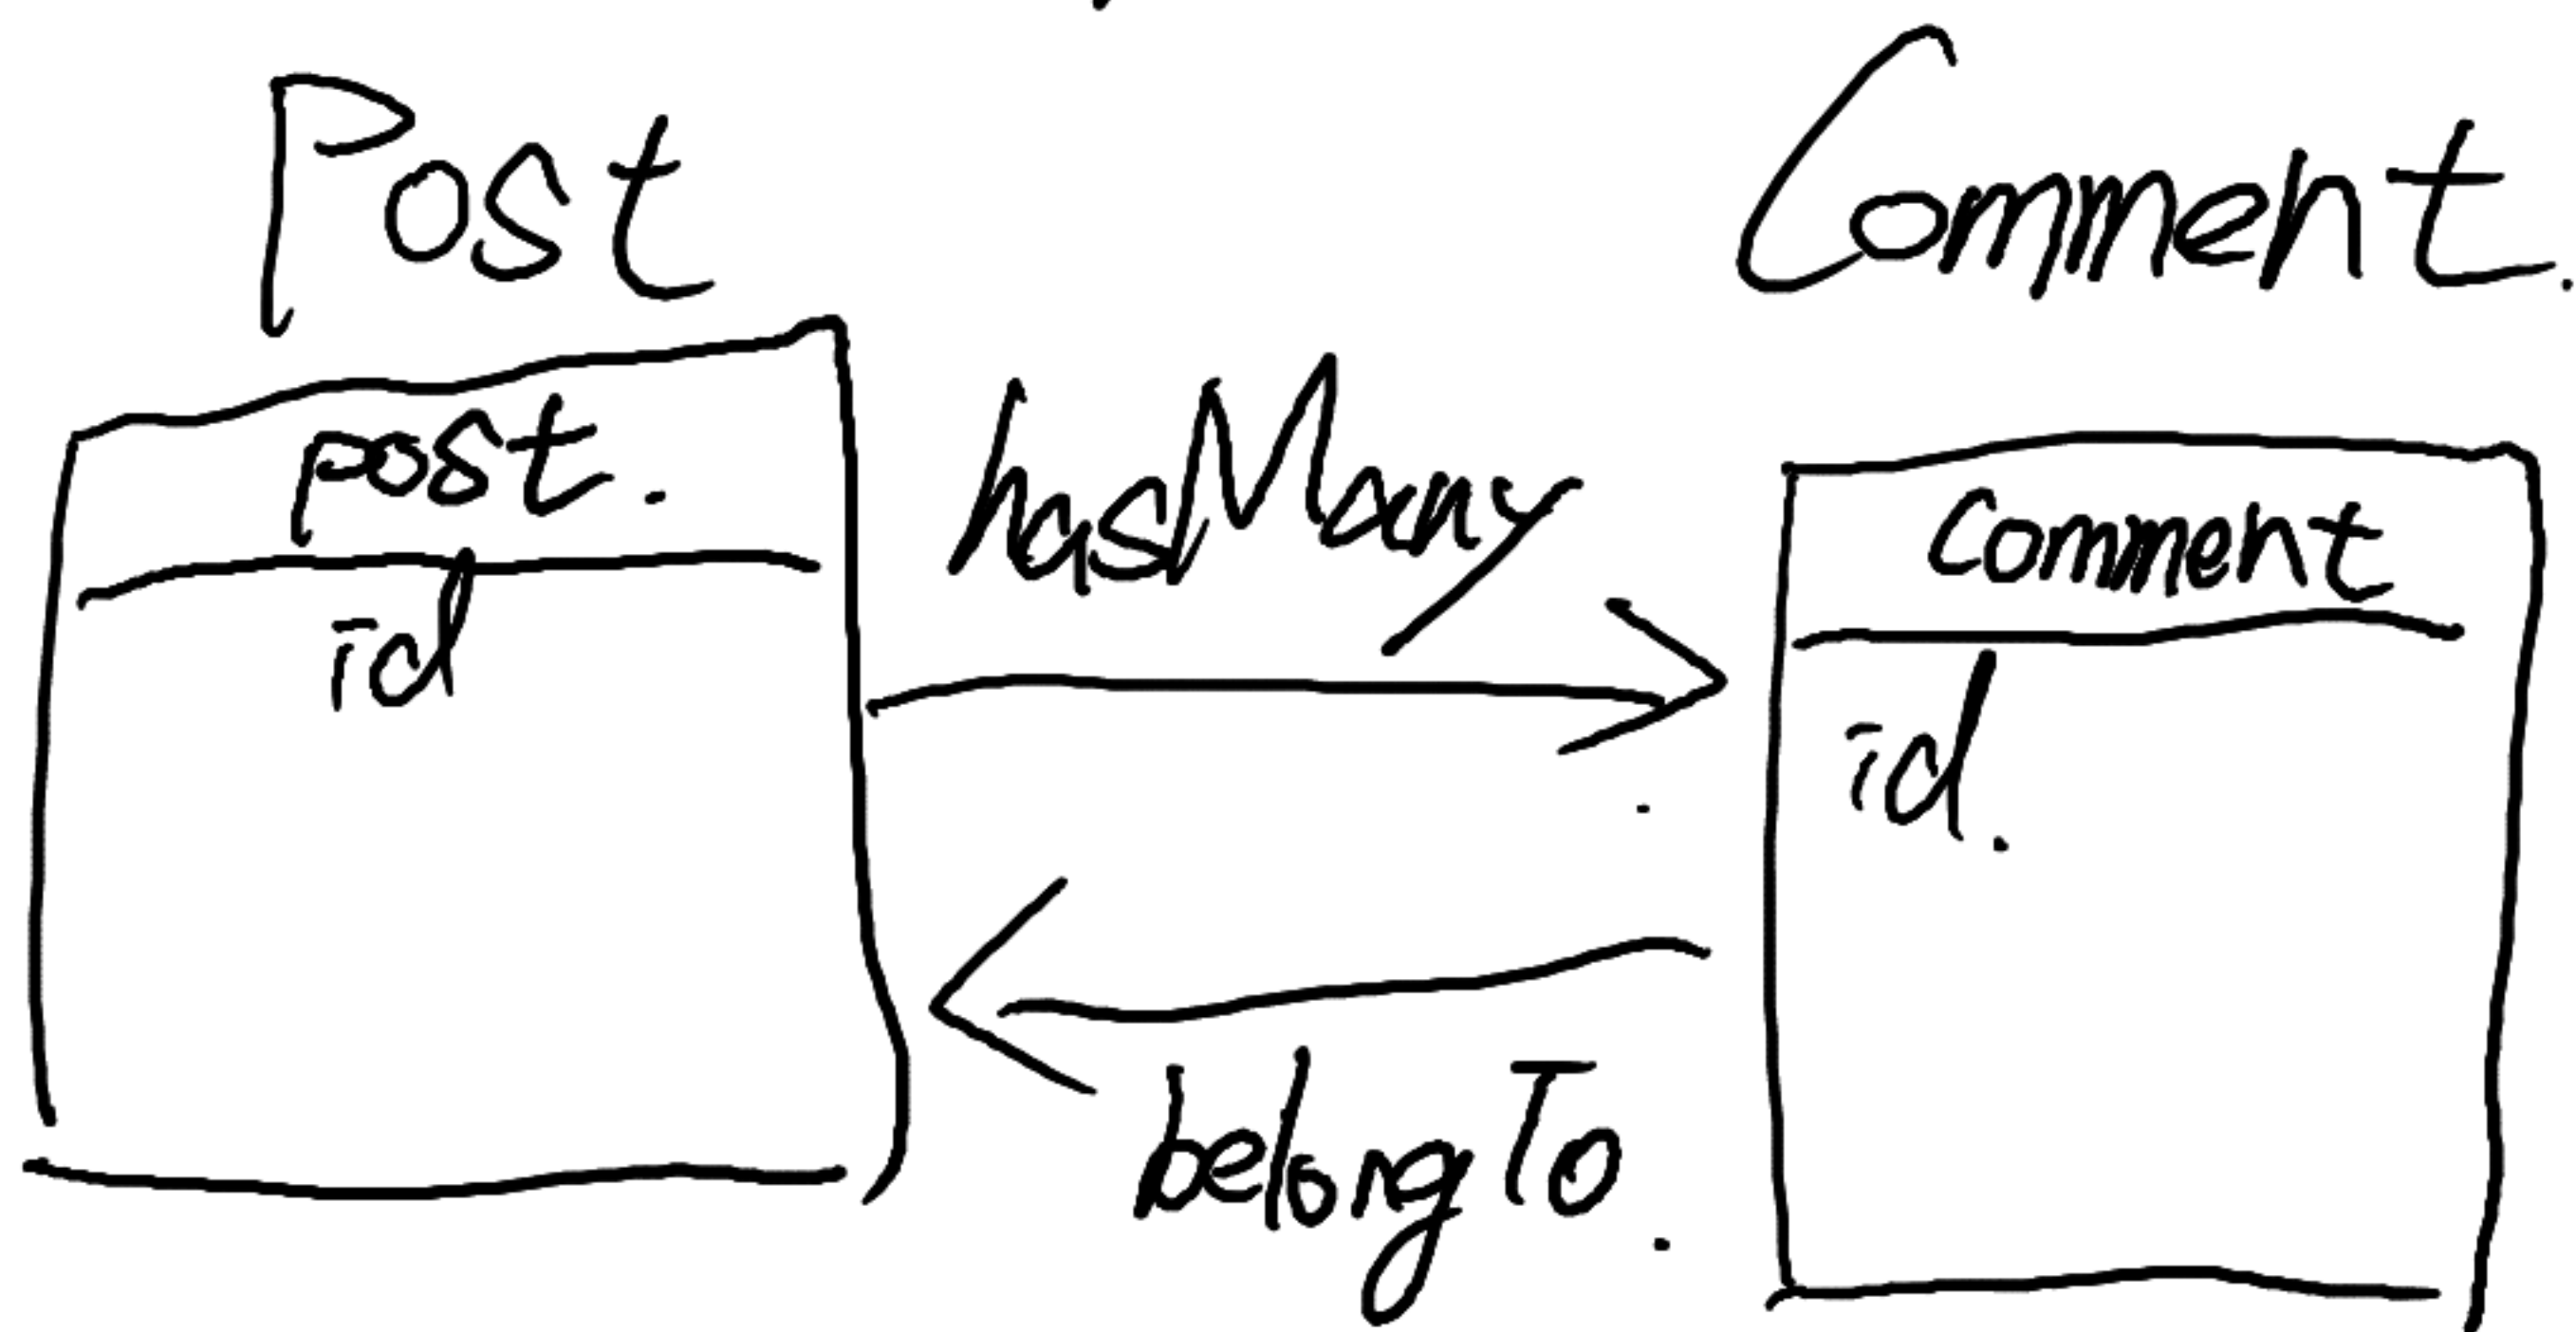 Post
Comment.
post.
id
hasMany
belongTo.
comment
id.